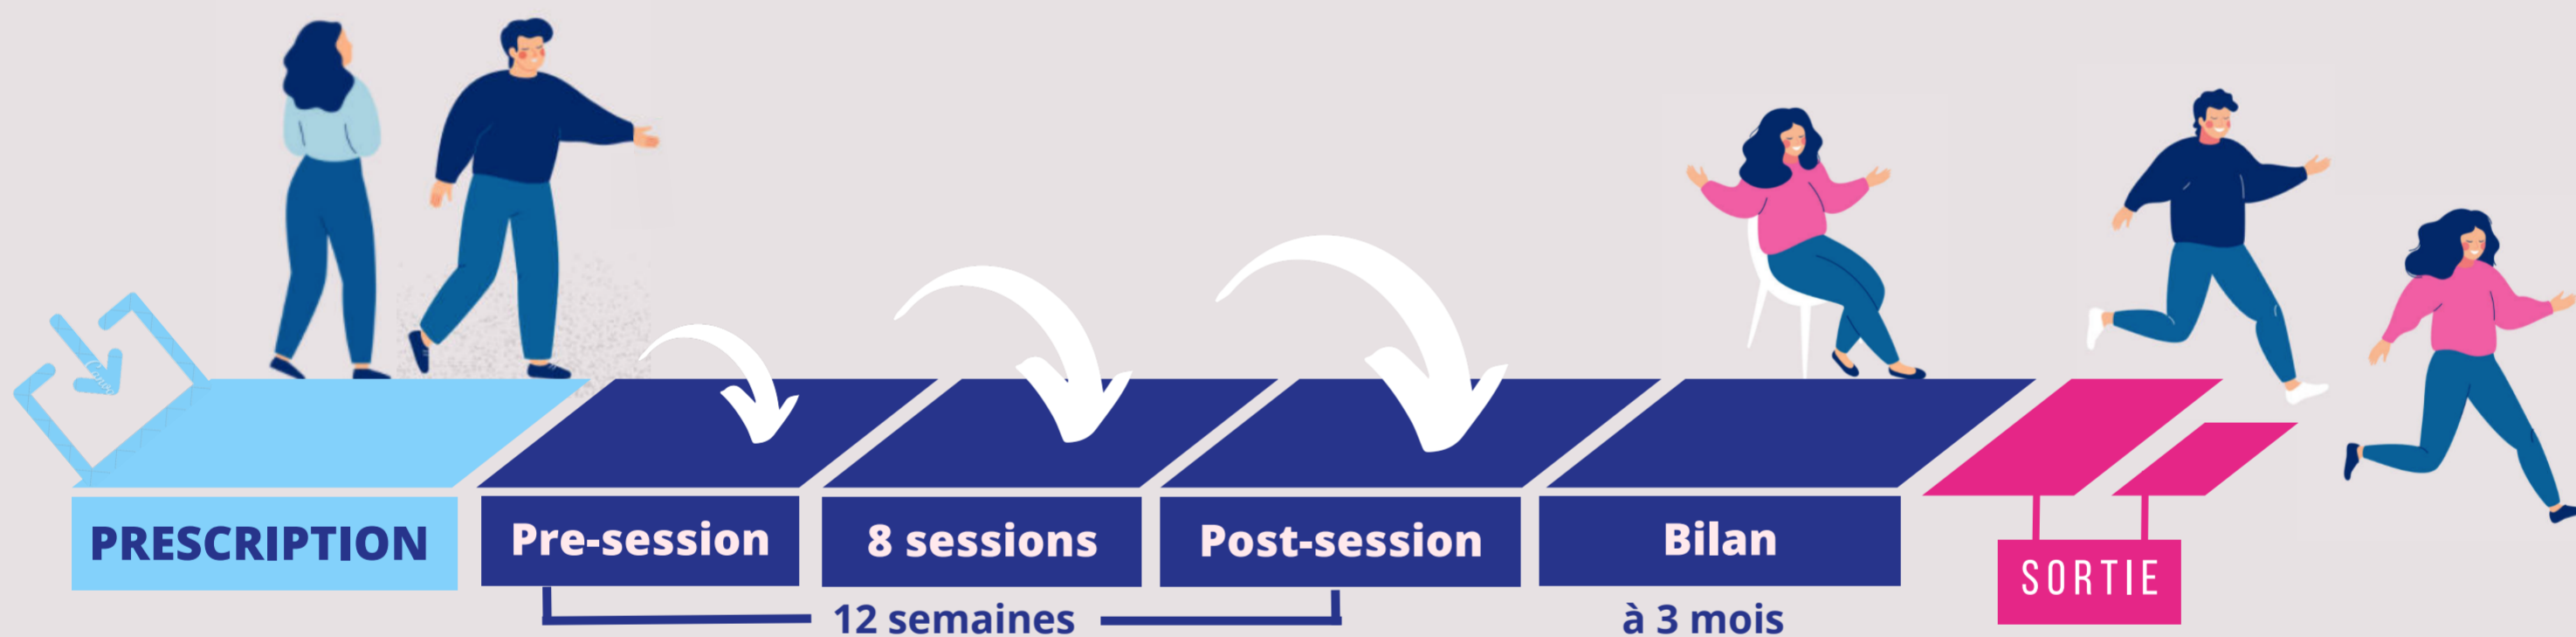 PRESCRIPTION
Pre-session
8 sessions
Post-session
Bilan
SORTIE
12 semaines
à 3 mois